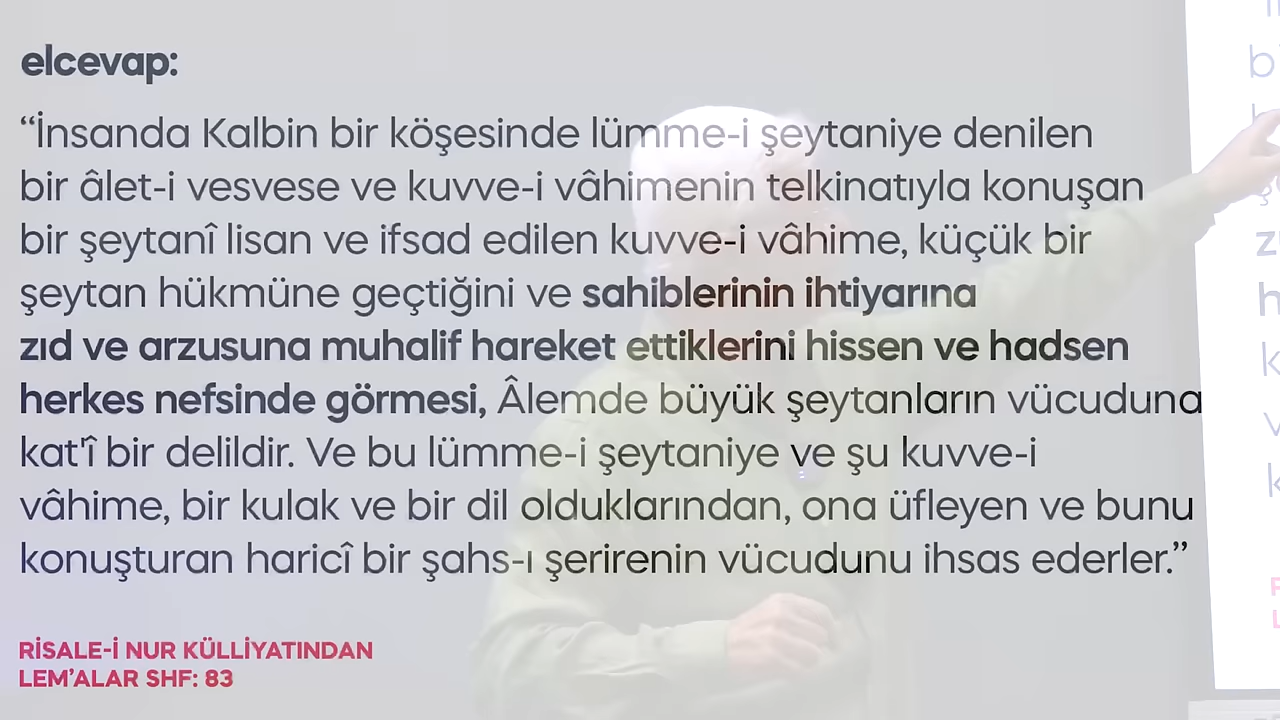 elcevap:
“İnsanda Kalbin bir köşesinde lümme-i şeytaniye denilen
bir âlet-i vesvese ve kuvve-i vâhimenin telkinatıyla konuşan
bir şeytanî lisan ve ifsad edilen kuvve-i vâhime, küçük bir
şeytan hükmüne geçtiğini ve sahiblerinin ihtiyarına
zıd ve arzusuna muhalif hareket ettiklerini hissen ve hadsen
herkes nefsinde görmesi, Âlemde büyük şeytanların vücuduna
kat'î bir delildir. Ve bu lümme-i şeytaniye ve şu kuvve-i
vâhime, bir kulak ve bir dil olduklarından, ona üfleyen ve bunu
konuşturan haricî bir şahs-ı şerirenin vücudunu ihsas ederler.”
RİSALE-İ NUR KÜLLİYATINDAN
LEM’ALAR SHF: 83